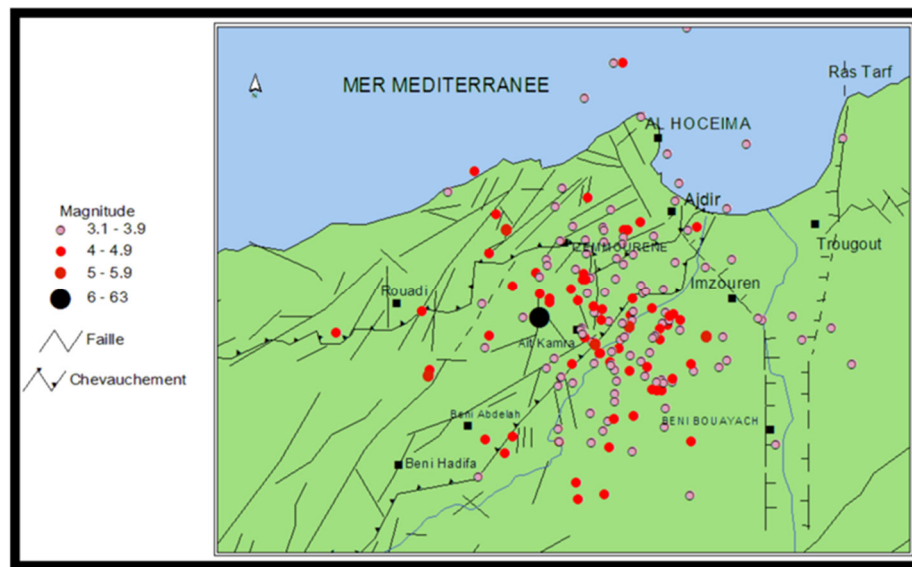 Magnitude
3.1 - 3.9
4 - 4.9
5 - 5.9
6 - 63
Faille
Chevauchement
N
MER MEDITERRANEE
Ras Tarf
AL HOCEIMA
Ajdir
Trougout
ZEMMOURENE
Imzouren
Rouadi
Ait Kamra
Beni Abdelah
BENI BOUAYACH
Beni Hadifa